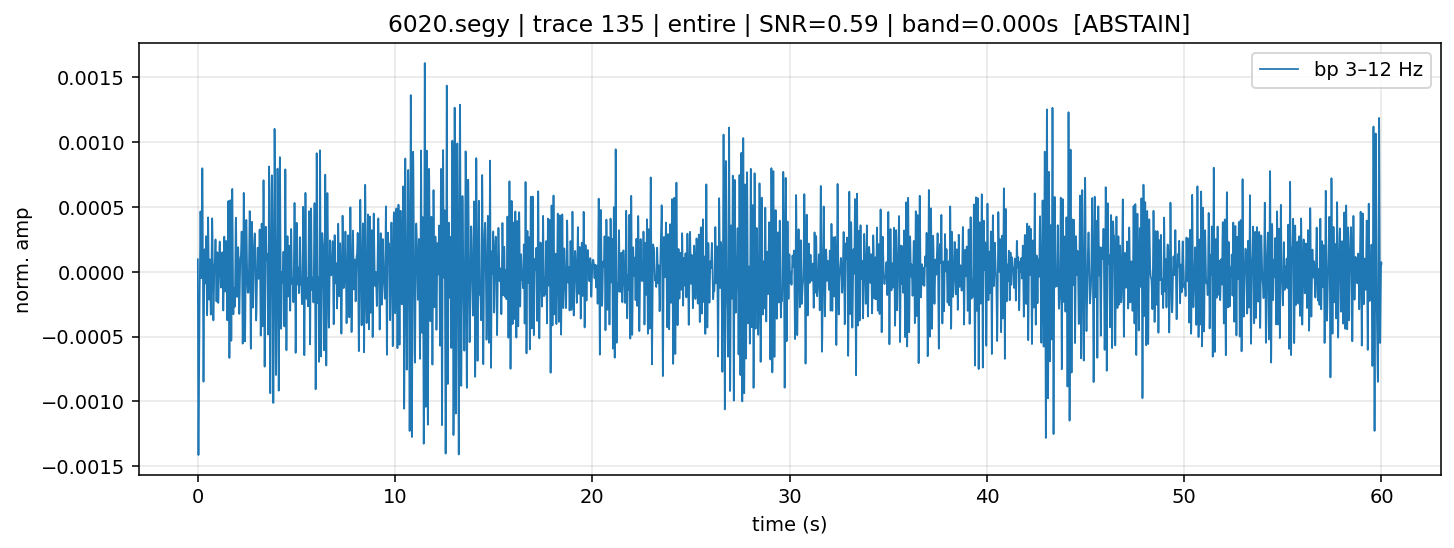 6020.segy | trace 135 | entire | SNR=0.59 | band=0.000s  [ABSTAIN]
bp 3–12 Hz
norm. amp
0.0015
0.0010
0.0005
0.0000
−0.0005
−0.0010
−0.0015
0 10 20 30 40 50 60
time (s)